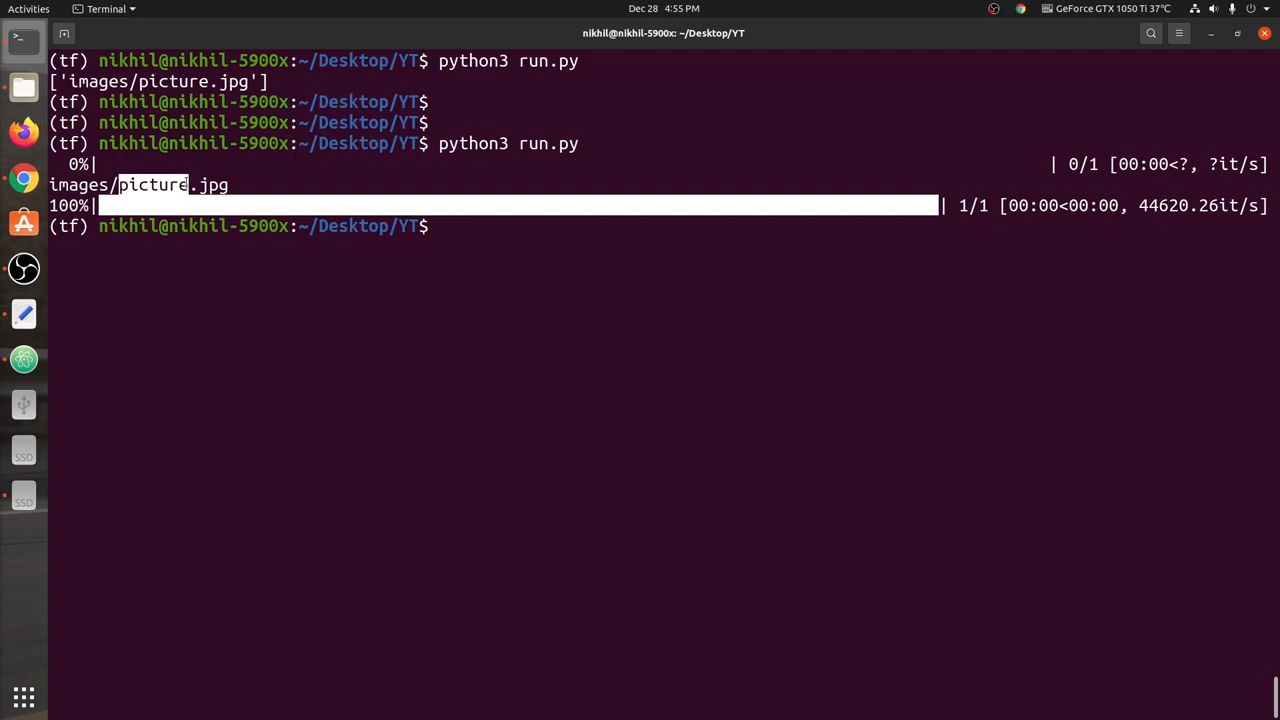 Activities Terminal Dec 28 4:55 PM GeForce GTX 1050 Ti 37°C
nikhil@nikhil-5900x: ~/Desktop/YT
(tf) nikhil@nikhil-5900x:~/Desktop/YT$ python3 run.py
['images/picture.jpg']
(tf) nikhil@nikhil-5900x:~/Desktop/YT$
(tf) nikhil@nikhil-5900x:~/Desktop/YT$
(tf) nikhil@nikhil-5900x:~/Desktop/YT$ python3 run.py
0%| | 0/1 [00:00<?, ?it/s]
images/picture.jpg
100%| | 1/1 [00:00<00:00, 44620.26it/s]
(tf) nikhil@nikhil-5900x:~/Desktop/YT$
>_
SSD
SSD